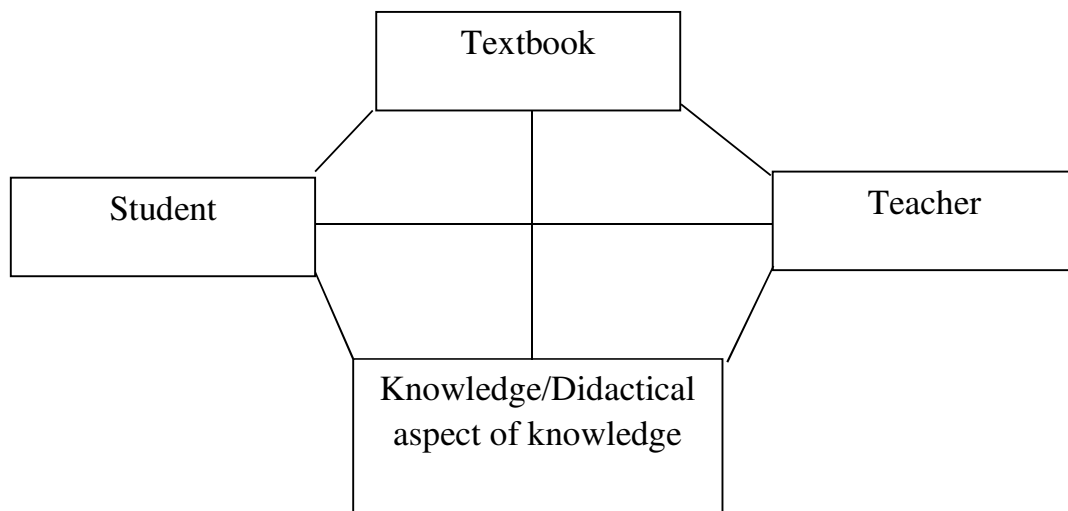 Textbook
Student
Teacher
Knowledge/Didactical
aspect of knowledge